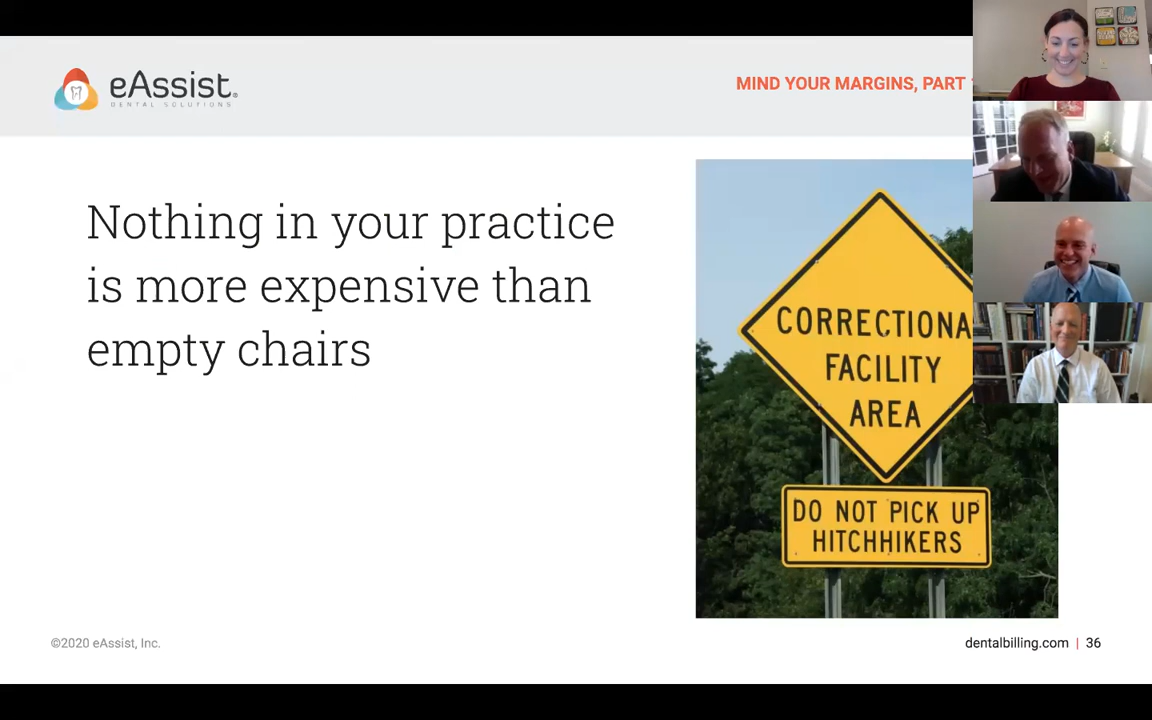 eAssist.
DENTAL SOLUTIONS
MIND YOUR MARGINS, PART
Nothing in your practice
is more expensive than
empty chairs
CORRECTIONA
FACILITY
AREA
DO NOT PICK UP
HITCHHIKERS
©2020 eAssist, Inc.
dentalbilling.com | 36